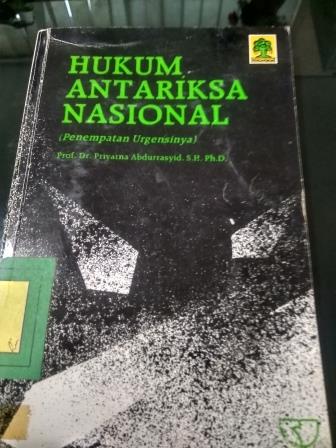 HUKUM
ANTARIKSA
NASIONAL
(Penempatan Urgensinya)
Prof. Dr. Priyatna Abdurrasyid. S.H. Ph.D.